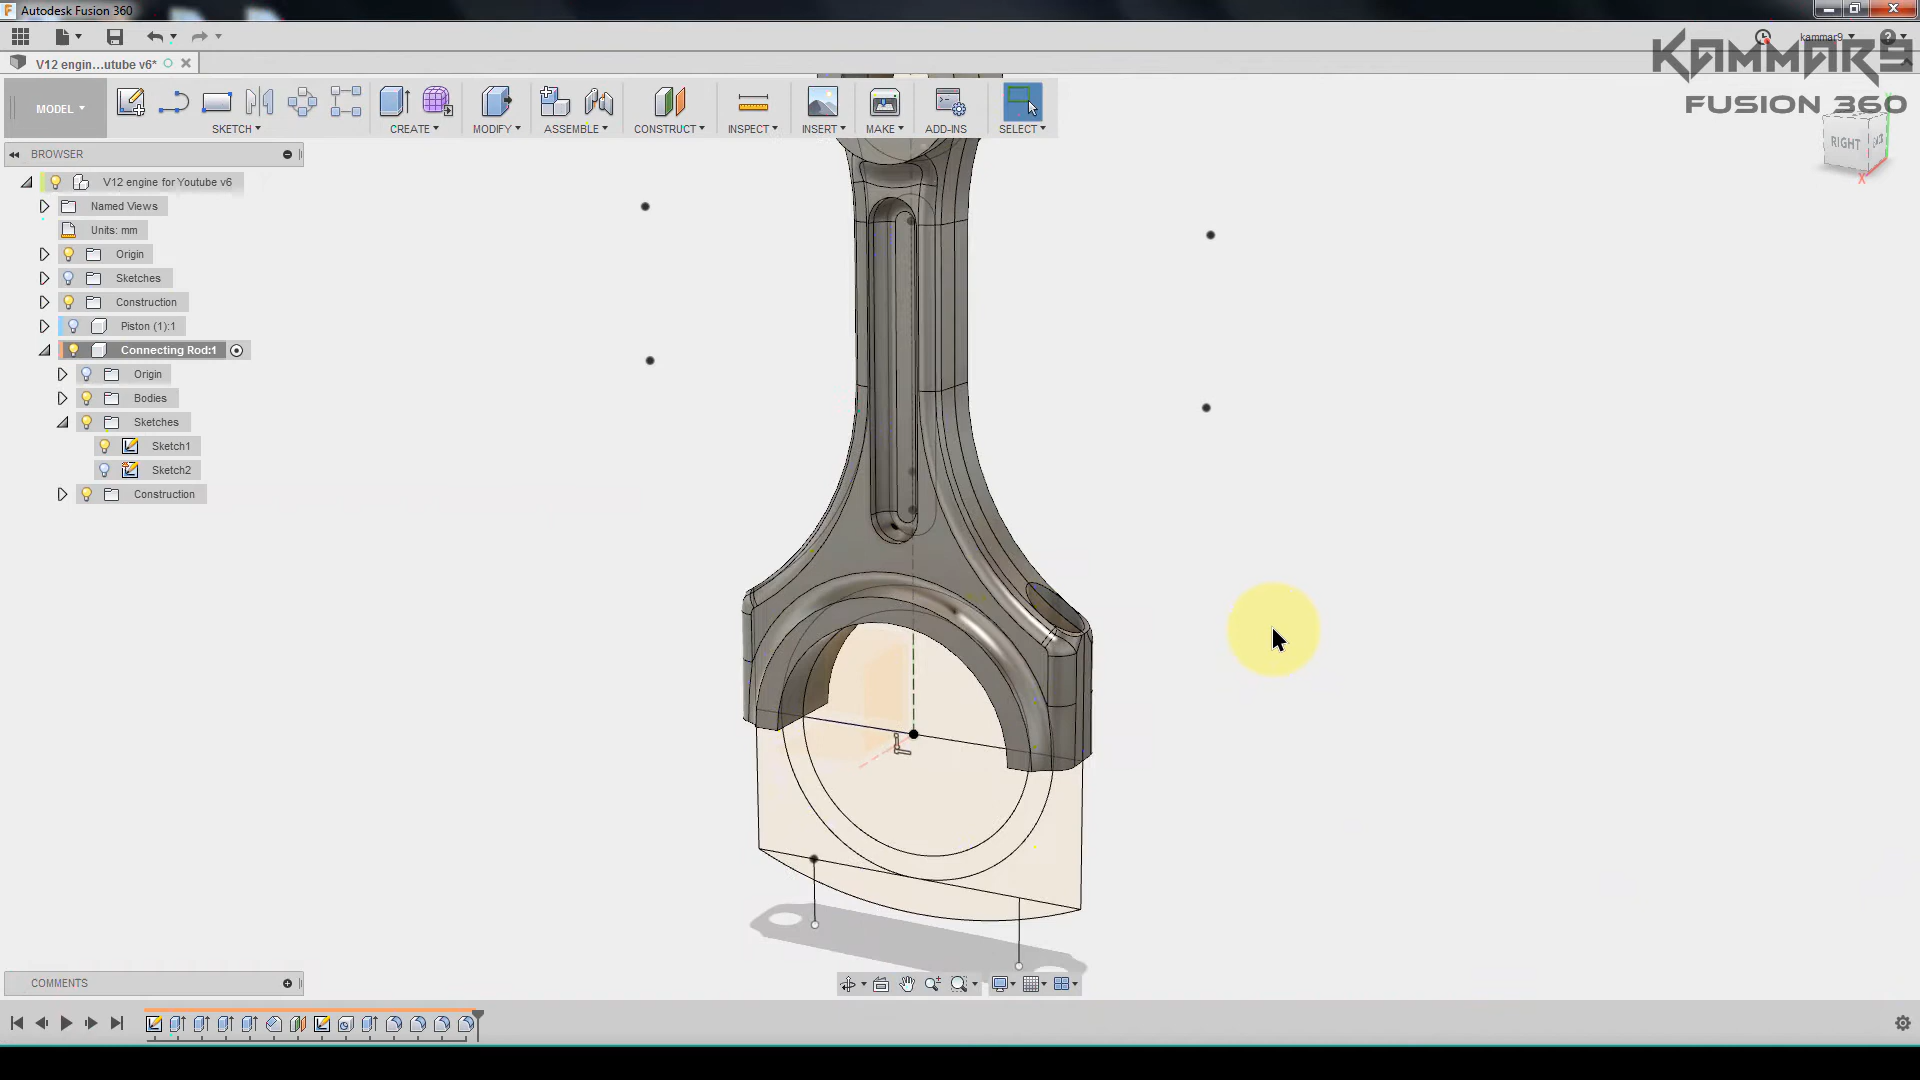 Autodesk Fusion 360
kammar9
KAMMAR9
FUSION 360
V12 engin...utube v6*
MODEL
SKETCH
CREATE
MODIFY
ASSEMBLE
CONSTRUCT
INSPECT
INSERT
MAKE
ADD-INS
SELECT
RIGHT
X
BROWSER
V12 engine for Youtube v6
Named Views
Units: mm
Origin
Sketches
Construction
Piston (1):1
Connecting Rod:1
Origin
Bodies
Sketches
Sketch1
Sketch2
Construction
COMMENTS